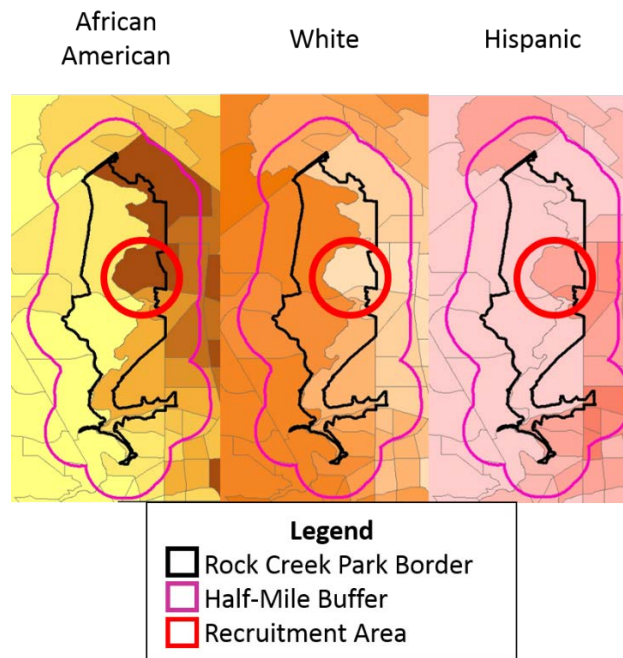 African
American
White
Hispanic
Legend
Rock Creek Park Border
Half-Mile Buffer
Recruitment Area